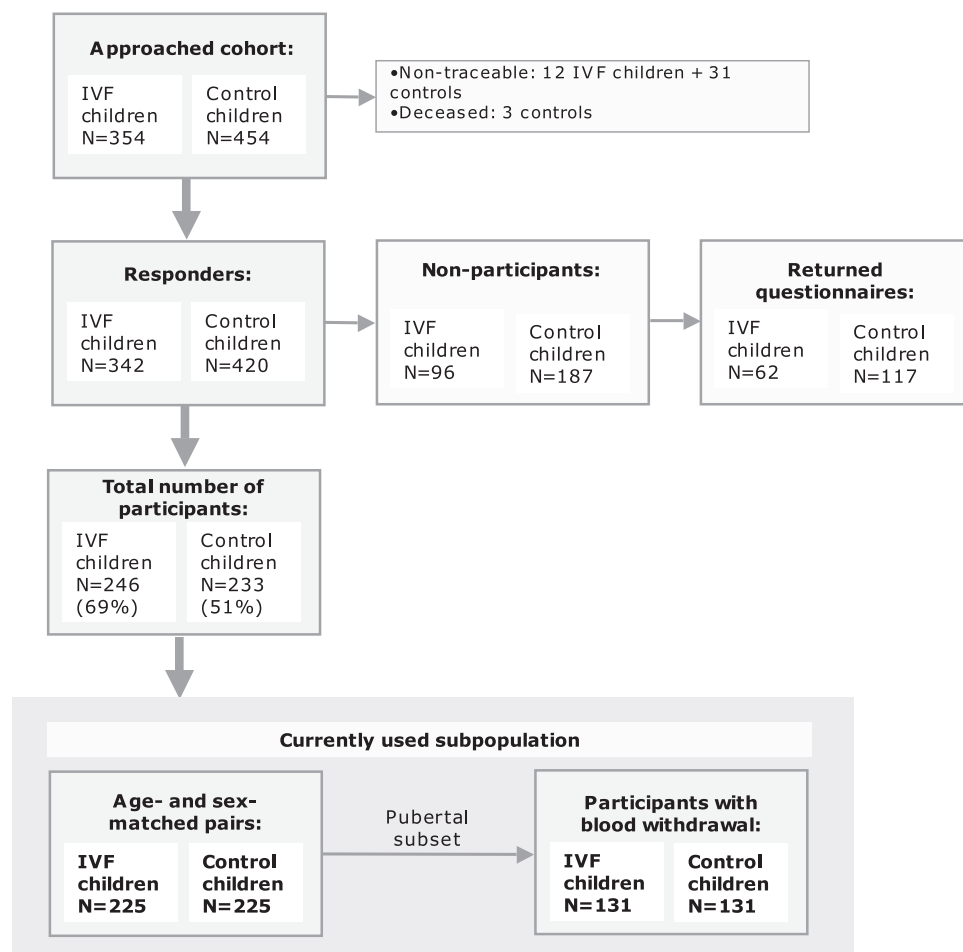 Approached cohort:
IVF
children
N=354
Control
children
N=454
•Non-traceable: 12 IVF children + 31
controls
•Deceased: 3 controls
Responders:
IVF
children
N=342
Control
children
N=420
Non-participants:
IVF
children
N=96
Control
children
N=187
Returned
questionnaires:
IVF
children
N=62
Control
children
N=117
Total number of
participants:
IVF
children
N=246
(69%)
Control
children
N=233
(51%)
Currently used subpopulation
Age- and sex-
matched pairs:
IVF
children
N=225
Control
children
N=225
Pubertal
subset
Participants with
blood withdrawal:
IVF
children
N=131
Control
children
N=131